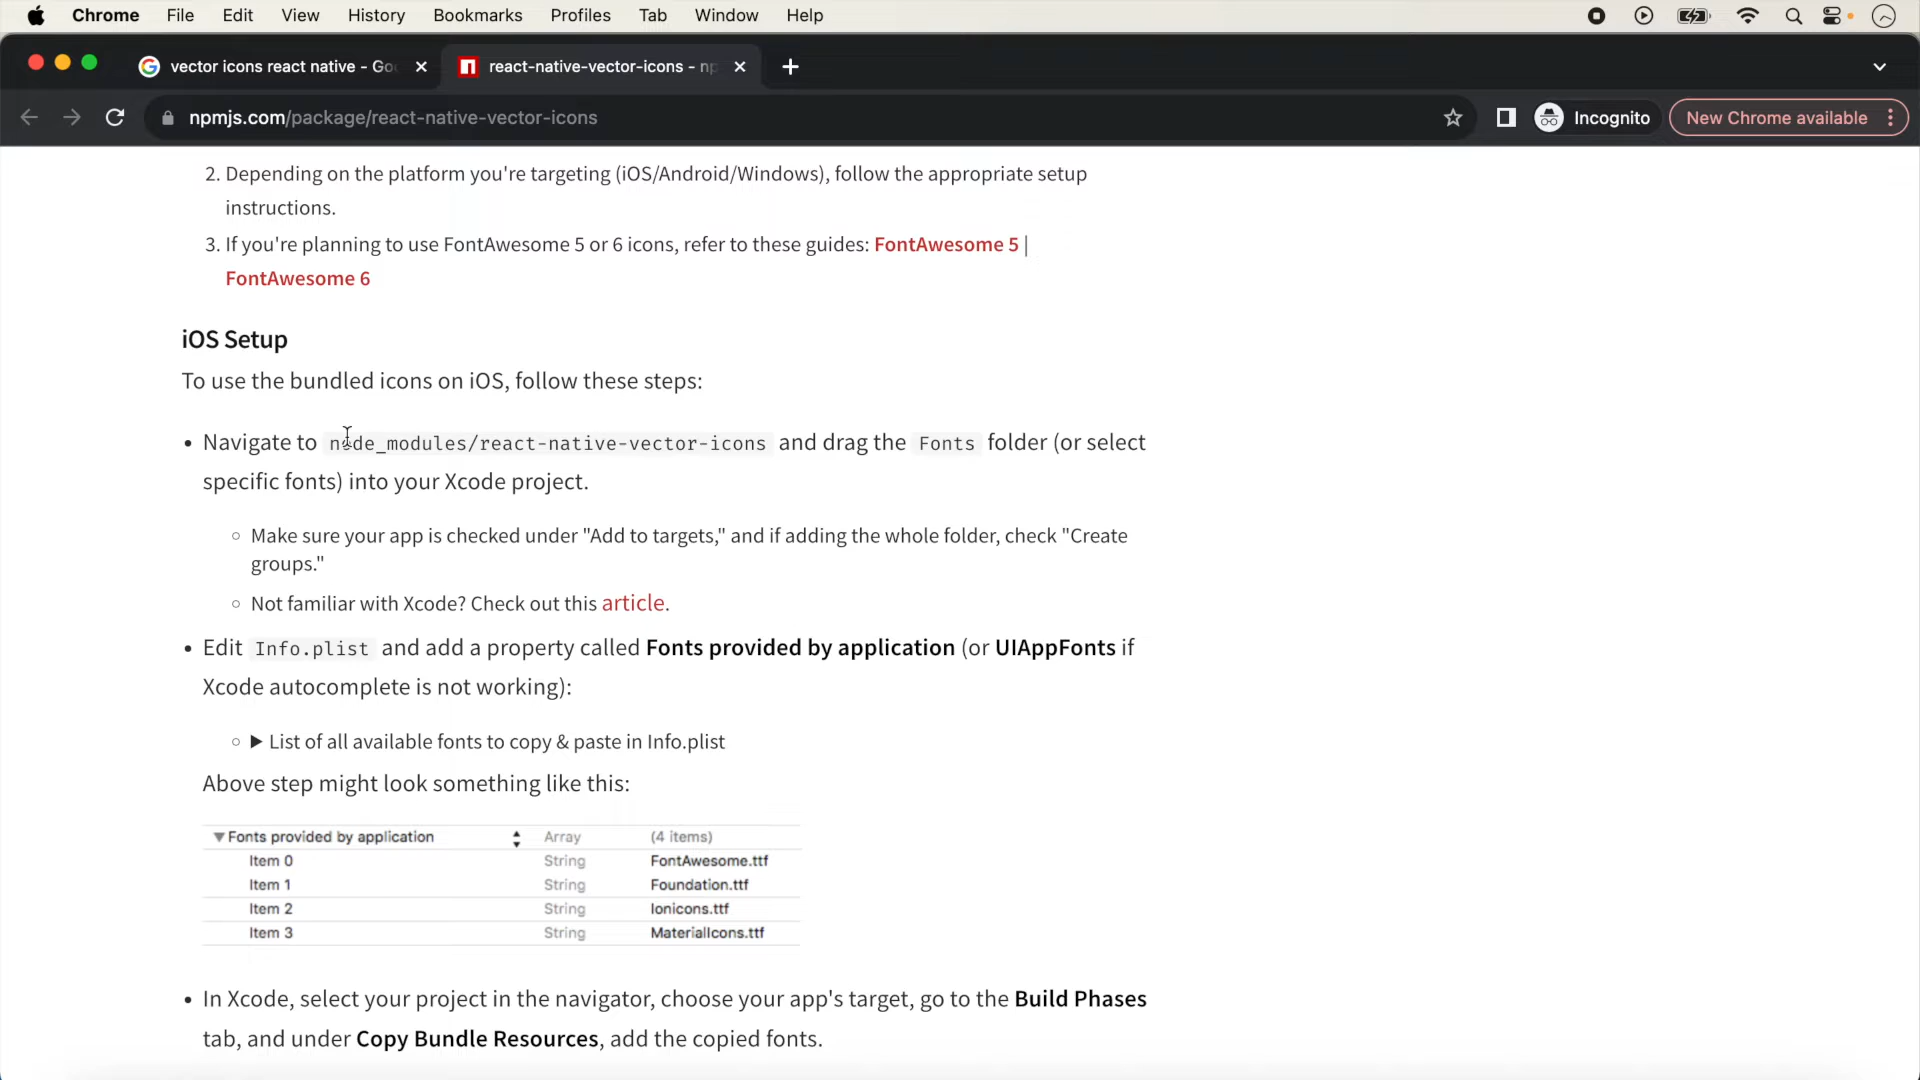 Chrome File Edit View History Bookmarks Profiles Tab Window Help
vector icons react native - Go
react-native-vector-icons - np
npmjs.com/package/react-native-vector-icons
Incognito
New Chrome available
2. Depending on the platform you're targeting (iOS/Android/Windows), follow the appropriate setup
instructions.
3. If you're planning to use FontAwesome 5 or 6 icons, refer to these guides: FontAwesome 5 |
FontAwesome 6
iOS Setup
To use the bundled icons on iOS, follow these steps:
• Navigate to node_modules/react-native-vector-icons and drag the Fonts folder (or select
specific fonts) into your Xcode project.
◦ Make sure your app is checked under "Add to targets," and if adding the whole folder, check "Create
groups."
◦ Not familiar with Xcode? Check out this article.
• Edit Info.plist and add a property called Fonts provided by application (or UIAppFonts if
Xcode autocomplete is not working):
◦ ▶ List of all available fonts to copy & paste in Info.plist
Above step might look something like this:
▼ Fonts provided by application Array (4 items)
Item 0 String FontAwesome.ttf
Item 1 String Foundation.ttf
Item 2 String Ionicons.ttf
Item 3 String MaterialIcons.ttf
• In Xcode, select your project in the navigator, choose your app's target, go to the Build Phases
tab, and under Copy Bundle Resources, add the copied fonts.